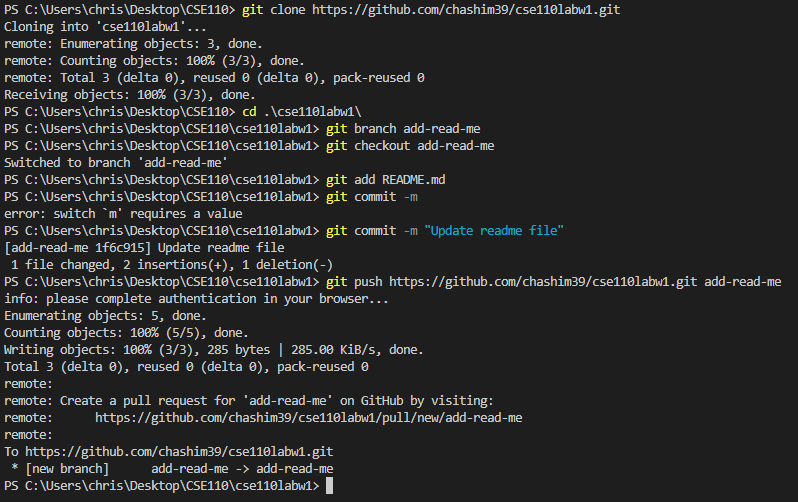 PS C:\Users\chris\Desktop\CSE110> git clone https://github.com/chashim39/cse110labw1.git
Cloning into 'cse110labw1'...
remote: Enumerating objects: 3, done.
remote: Counting objects: 100% (3/3), done.
remote: Total 3 (delta 0), reused 0 (delta 0), pack-reused 0
Receiving objects: 100% (3/3), done.
PS C:\Users\chris\Desktop\CSE110> cd .\cse110labw1\
PS C:\Users\chris\Desktop\CSE110\cse110labw1> git branch add-read-me
PS C:\Users\chris\Desktop\CSE110\cse110labw1> git checkout add-read-me
Switched to branch 'add-read-me'
PS C:\Users\chris\Desktop\CSE110\cse110labw1> git add README.md
PS C:\Users\chris\Desktop\CSE110\cse110labw1> git commit -m
error: switch `m' requires a value
PS C:\Users\chris\Desktop\CSE110\cse110labw1> git commit -m "Update readme file"
[add-read-me 1f6c915] Update readme file
 1 file changed, 2 insertions(+), 1 deletion(-)
PS C:\Users\chris\Desktop\CSE110\cse110labw1> git push https://github.com/chashim39/cse110labw1.git add-read-me
info: please complete authentication in your browser...
Enumerating objects: 5, done.
Counting objects: 100% (5/5), done.
Writing objects: 100% (3/3), 285 bytes | 285.00 KiB/s, done.
Total 3 (delta 0), reused 0 (delta 0), pack-reused 0
remote:
remote: Create a pull request for 'add-read-me' on GitHub by visiting:
remote:      https://github.com/chashim39/cse110labw1/pull/new/add-read-me
remote:
To https://github.com/chashim39/cse110labw1.git
 * [new branch]      add-read-me -> add-read-me
PS C:\Users\chris\Desktop\CSE110\cse110labw1>